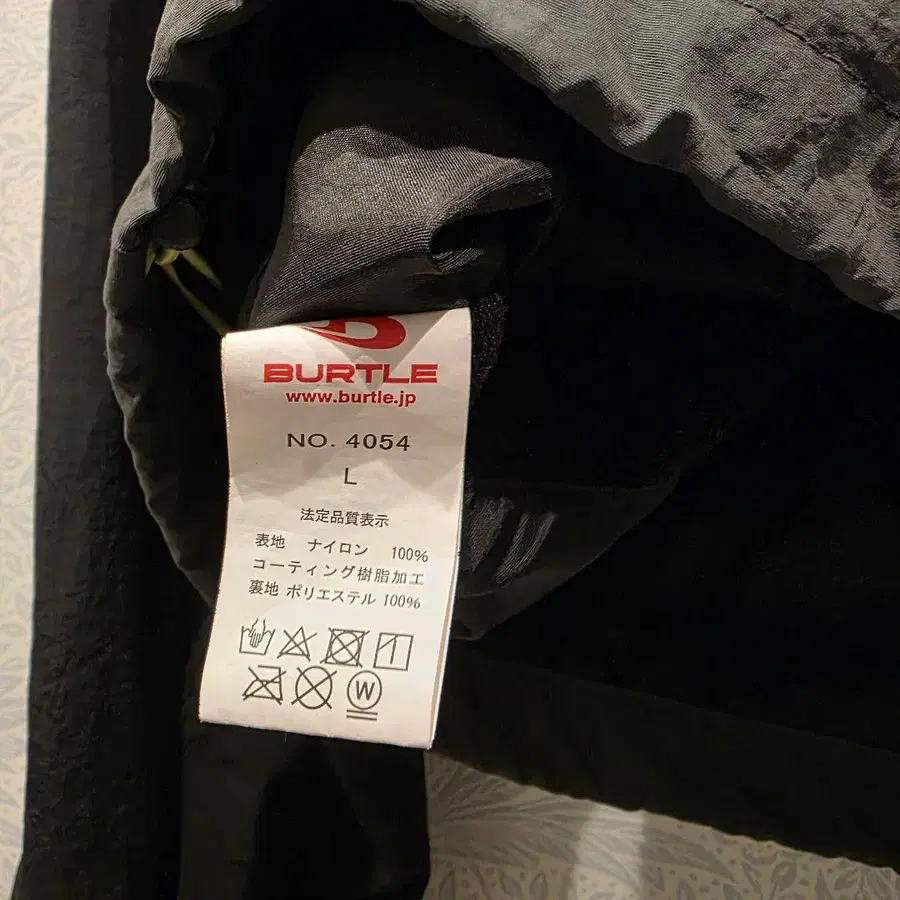 BURTLE
www.burtle.jp
NO. 4054
L
法定品質表示
表地 ナイロン 100%
コーティング樹脂加工
裏地 ポリエステル 100%
W